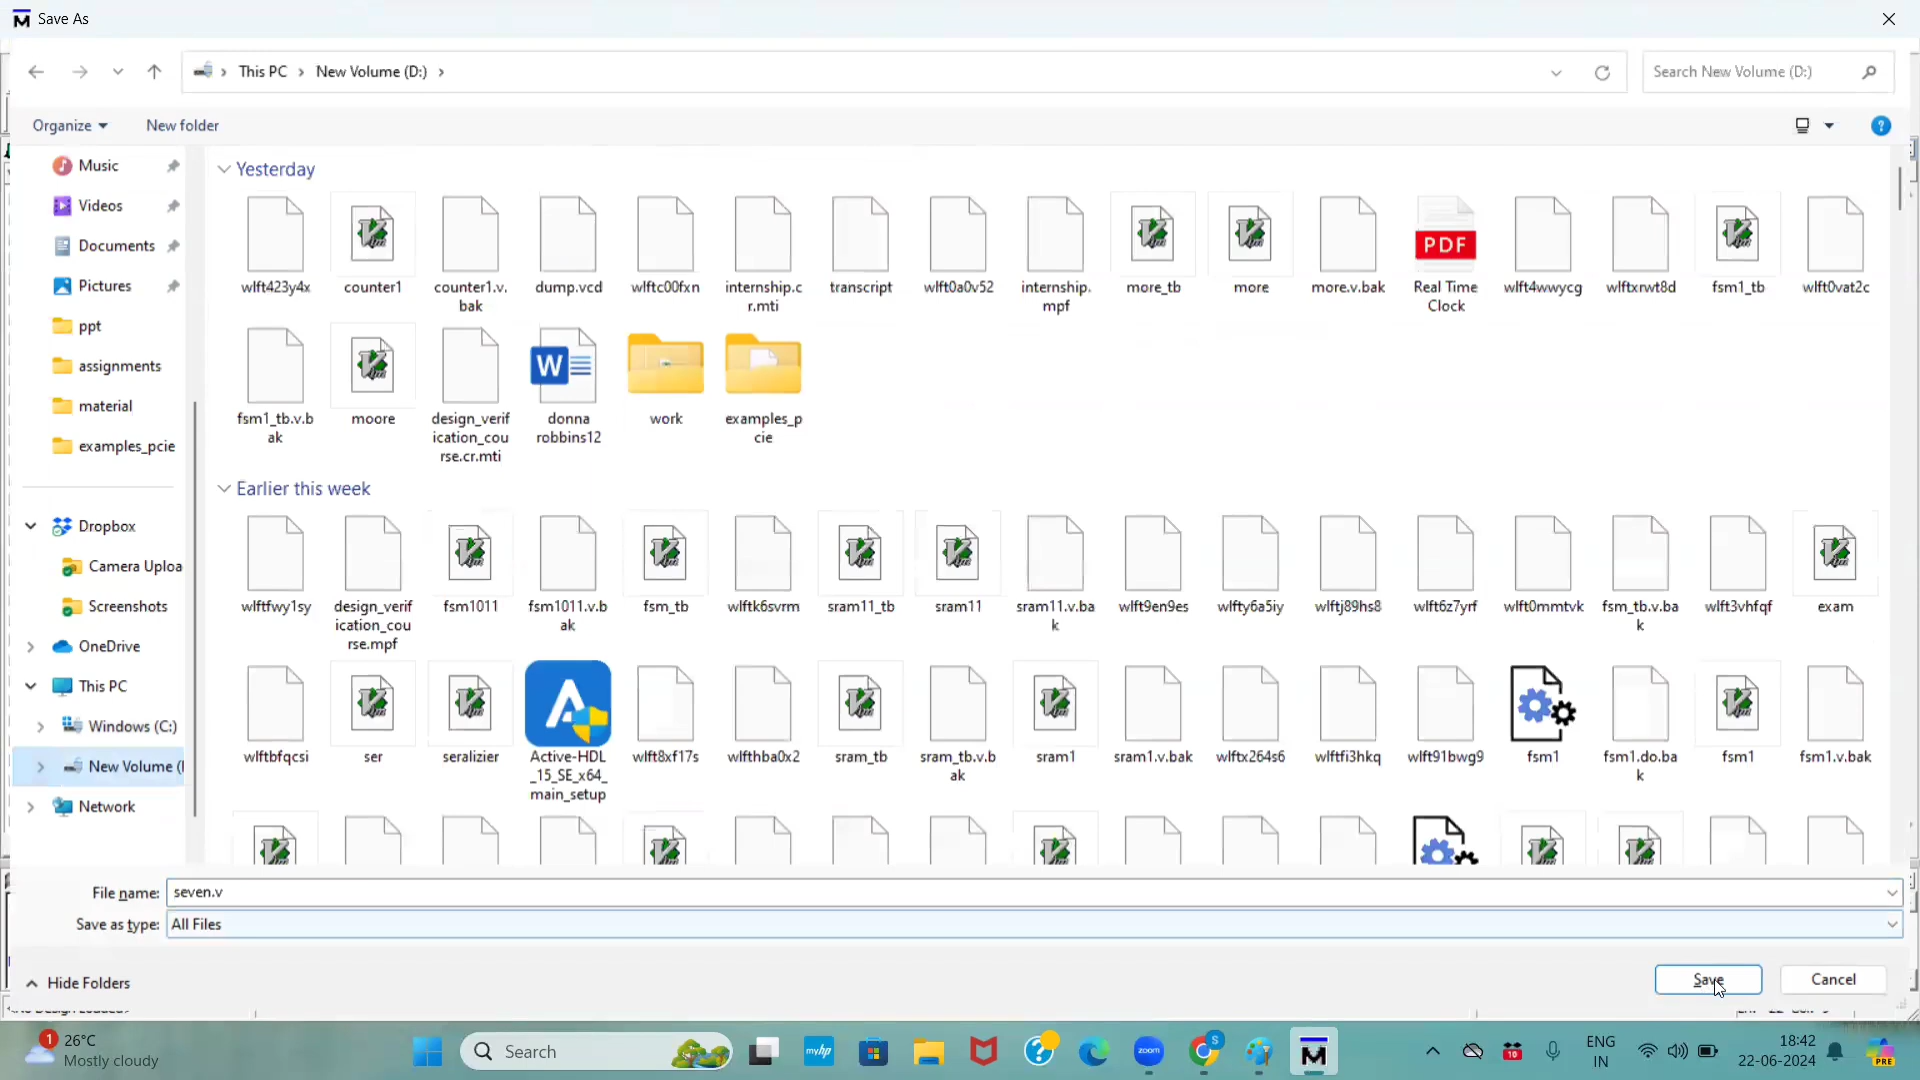 Save As
This PC > New Volume (D:) >
Search New Volume (D:)
Organize
New folder
Music
Videos
Documents
Pictures
ppt
assignments
material
examples_pcie
Dropbox
Camera Uploa
Screenshots
OneDrive
This PC
Windows (C:)
New Volume (
Network
Yesterday
wlft423y4x
counter1
counter1.v.
bak
dump.vcd
wlftc00fxn
internship.c
r.mti
transcript
wlft0a0v52
internship.
mpf
more_tb
more
more.v.bak
PDF
Real Time
Clock
wlft4wwycg
wlftxrwt8d
fsm1_tb
wlft0vat2c
fsm1_tb.v.b
ak
moore
design_verif
ication_cou
rse.cr.mti
W
donna
robbins12
work
examples_p
cie
Earlier this week
wlftfwy1sy
design_verif
ication_cou
rse.mpf
fsm1011
fsm1011.v.b
ak
fsm_tb
wlftk6svrm
sram11_tb
sram11
sram11.v.ba
k
wlft9en9es
wlfty6a5iy
wlftj89hs8
wlft6z7yrf
wlft0mmtvk
fsm_tb.v.ba
k
wlft3vhfqf
exam
wlftbfqcsi
ser
seralizier
Active-HDL
_15_SE_x64_
main_setup
wlft8xf17s
wlfthba0x2
sram_tb
sram_tb.v.b
ak
sram1
sram1.v.bak
wlftx264s6
wlftfi3hkq
wlft91bwg9
fsm1
fsm1.do.ba
k
fsm1
fsm1.v.bak
File name: seven.v
Save as type: All Files
Hide Folders
Save
Cancel
1
26°C
Mostly cloudy
Search
myhp
zoom
S
10
ENG
IN
18:42
22-06-2024
PRE